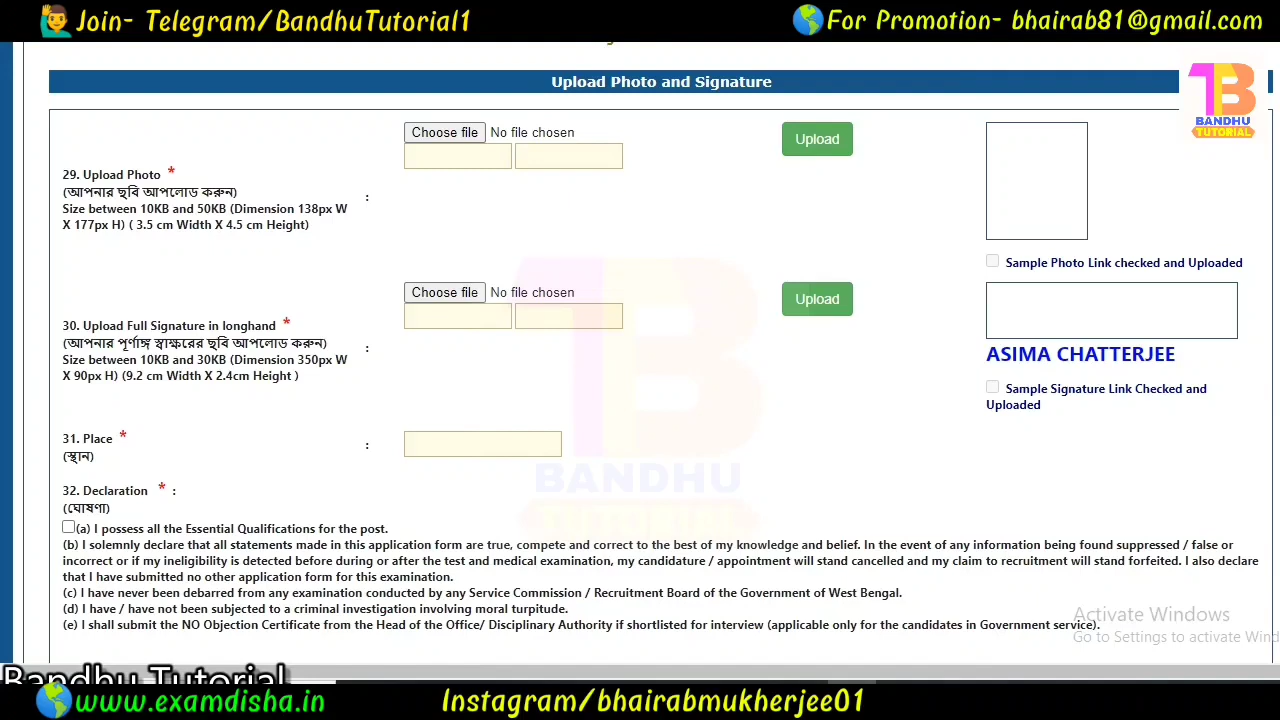 Join- Telegram/BandhuTutorial1
For Promotion- bhairab81@gmail.com
Upload Photo and Signature
BANDHU
TUTORIAL
Choose file No file chosen
Upload
29. Upload Photo *
(আপনার ছবি আপলোড করুন)
:
Size between 10KB and 50KB (Dimension 138px W
X 177px H) ( 3.5 cm Width X 4.5 cm Height)
Sample Photo Link checked and Uploaded
Choose file No file chosen
Upload
30. Upload Full Signature in longhand *
(আপনার পূর্ণাঙ্গ স্বাক্ষরের ছবি আপলোড করুন)
:
Size between 10KB and 30KB (Dimension 350px W
X 90px H) (9.2 cm Width X 2.4cm Height )
ASIMA CHATTERJEE
Sample Signature Link Checked and
Uploaded
31. Place *
:
(স্থান)
BANDHU
TUTORIAL
32. Declaration * :
(ঘোষণা)
(a) I possess all the Essential Qualifications for the post.
(b) I solemnly declare that all statements made in this application form are true, compete and correct to the best of my knowledge and belief. In the event of any information being found suppressed / false or
incorrect or if my ineligibility is detected before during or after the test and medical examination, my candidature / appointment will stand cancelled and my claim to recruitment will stand forfeited. I also declare
that I have submitted no other application form for this examination.
(c) I have never been debarred from any examination conducted by any Service Commission / Recruitment Board of the Government of West Bengal.
(d) I have / have not been subjected to a criminal investigation involving moral turpitude.
(e) I shall submit the NO Objection Certificate from the Head of the Office/ Disciplinary Authority if shortlisted for interview (applicable only for the candidates in Government service).
Activate Windows
Go to Settings to activate Wind
Bandhu Tutorial
www.examdisha.in
Instagram/bhairabmukherjee01